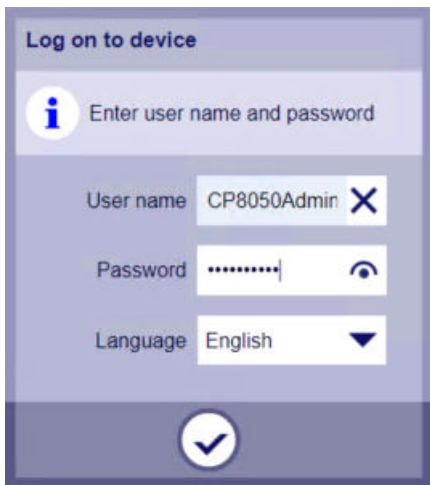 Log on to device
Enter user name and password
User name CP8050Admin
Password ••••••••••
Language English